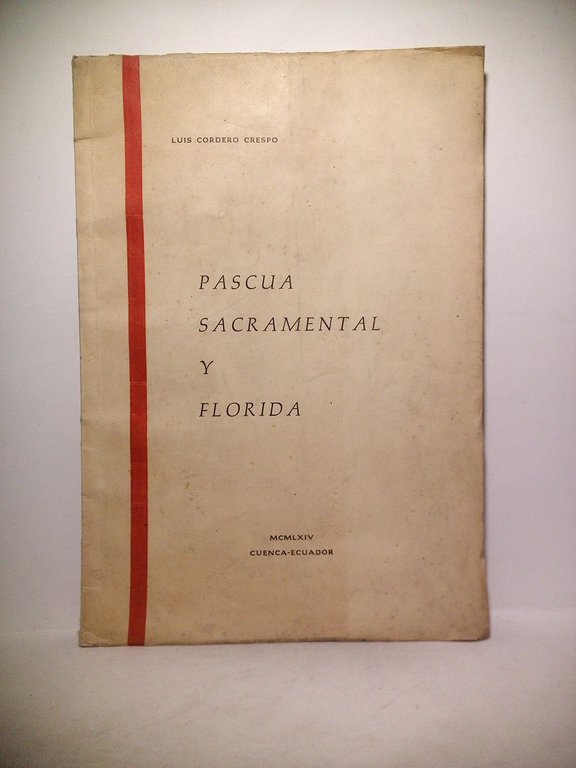 LUIS CORDERO CRESPO
PASCUA
SACRAMENTAL
Y
FLORIDA
MCMLXIV
CUENCA-ECUADOR